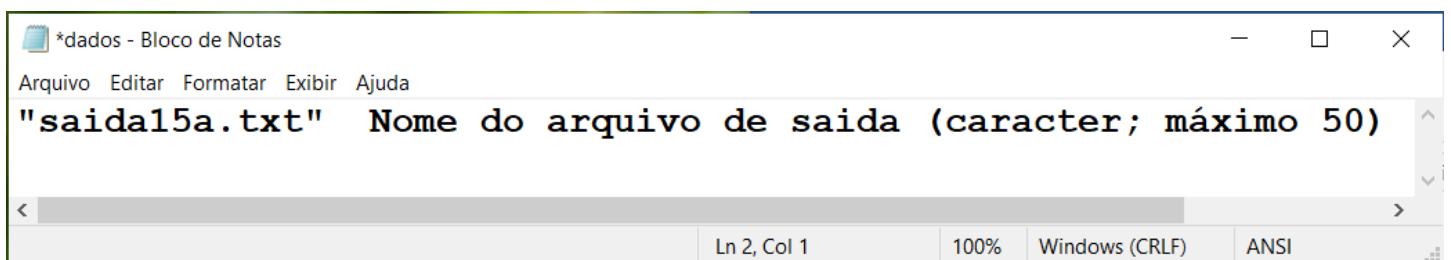 *dados - Bloco de Notas
Arquivo Editar Formatar Exibir Ajuda
"saida15a.txt"  Nome do arquivo de saida (caracter; máximo 50)
Ln 2, Col 1 100% Windows (CRLF) ANSI